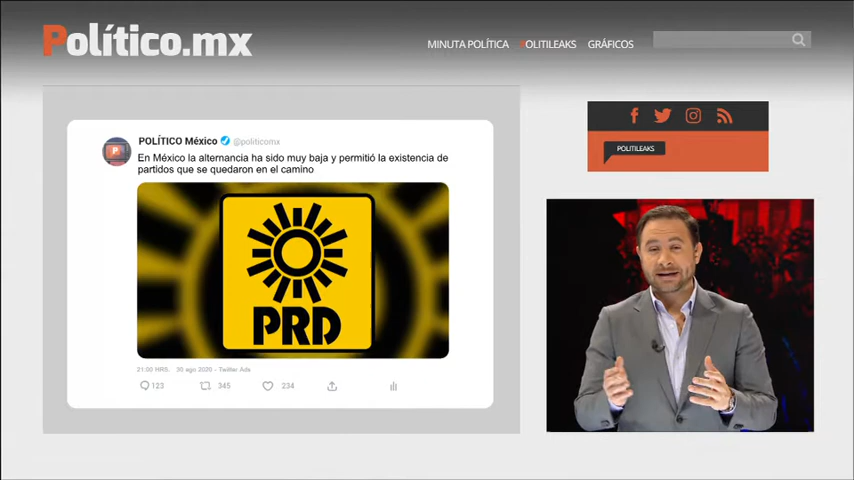 Político.mx
MINUTA POLÍTICA POLITILEAKS GRÁFICOS
POLÍTICO México @politicomx
En México la alternancia ha sido muy baja y permitió la existencia de
partidos que se quedaron en el camino
PRD
21:00 HRS. 30 ago 2020 - Twitter Ads
123 345 234
POLITILEAKS